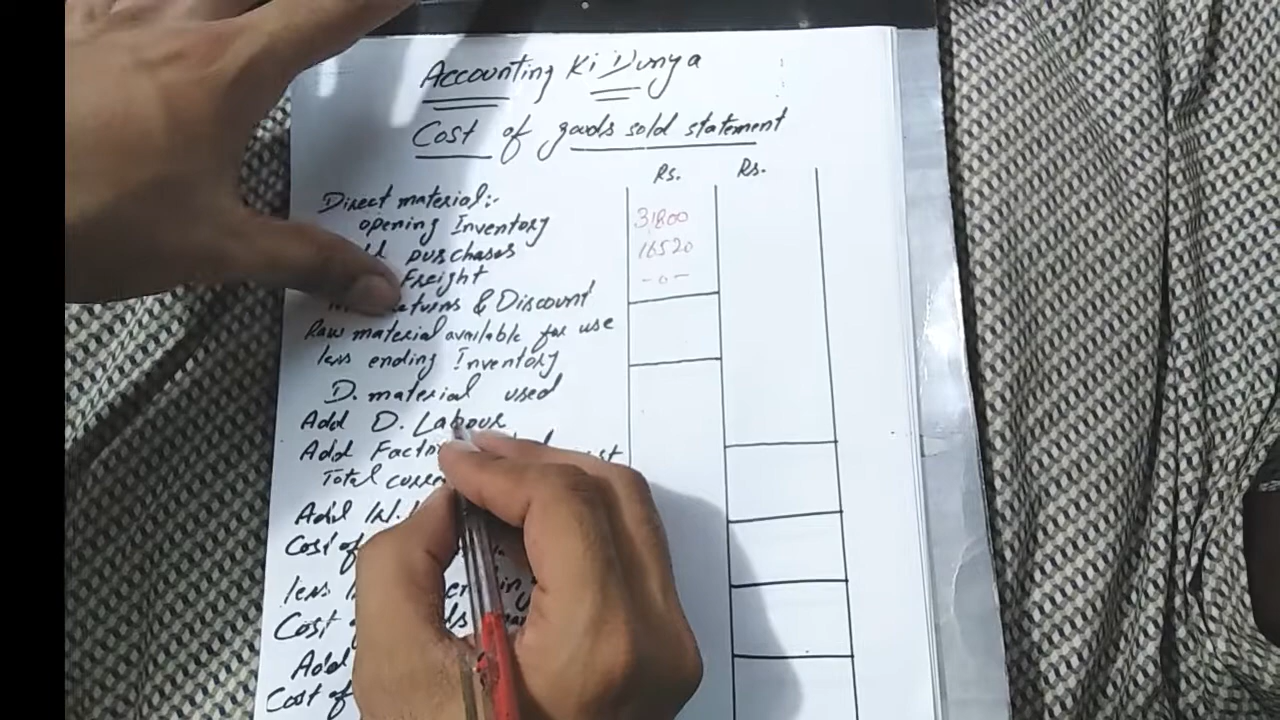 Accounting Ki Dunya
Cost of goods sold statement
Rs. Rs.
Direct material:-
opening Inventory 31800
purchases 16520
Freight -0-
& Discount
Raw material available for use
less ending Inventory
D. material used
Add D. Labour
Add
Total
Add
Cost of
less
Cost
Add
Cost of